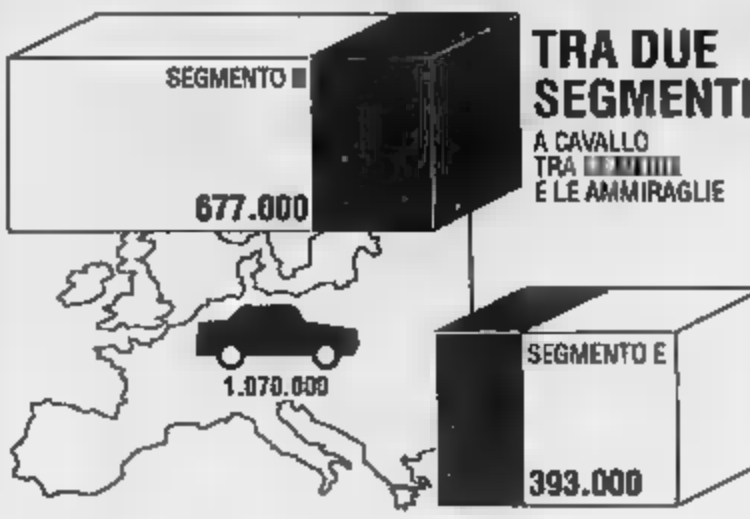 SEGMENTO
677.000
TRA DUE
SEGMENTI
A CAVALLO
TRA
E LE AMMIRAGLIE
1.070.000
SEGMENTO E
393.000